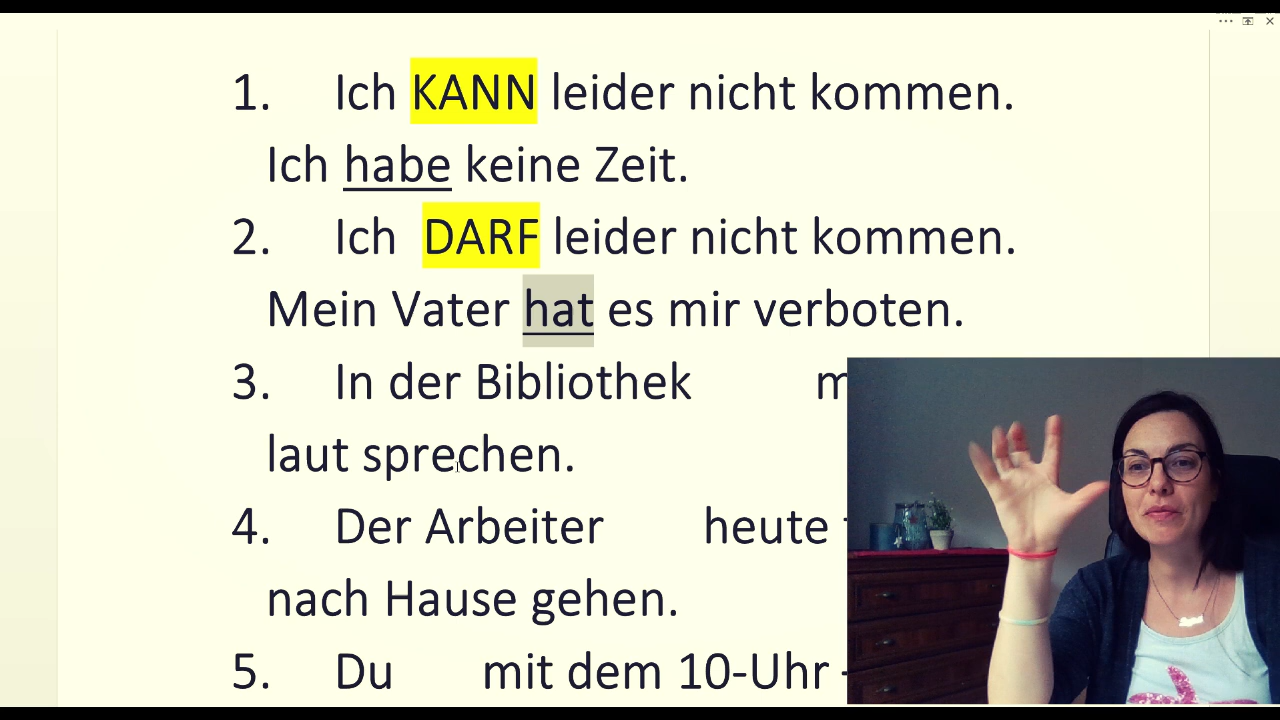 1. Ich KANN leider nicht kommen.
Ich habe keine Zeit.
2. Ich DARF leider nicht kommen.
Mein Vater hat es mir verboten.
3. In der Bibliothek
laut sprechen.
4. Der Arbeiter heute
nach Hause gehen.
5. Du mit dem 10-Uhr